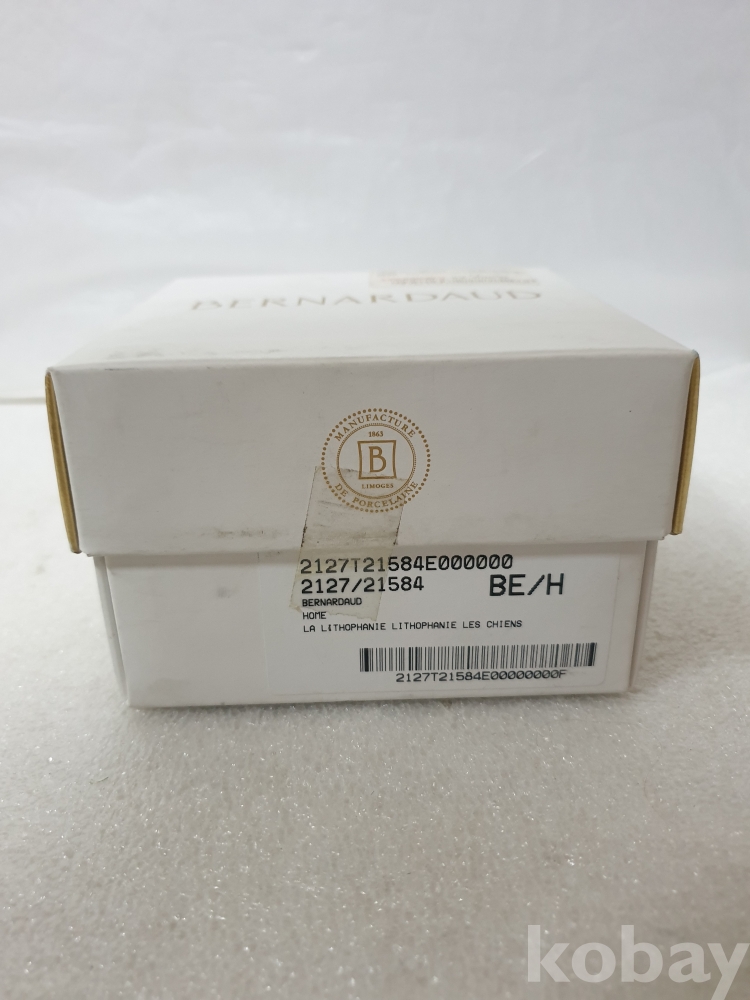 BERNARDAUD
MANUFACTURE
1863
B
LIMOGES
DE PORCELAINE
2127T21584E000000
2127/21584 BE/H
BERNARDAUD
HOME
LA LITHOPHANIE LITHOPHANIE LES CHIENS
2127T21584E00000000F
kobay